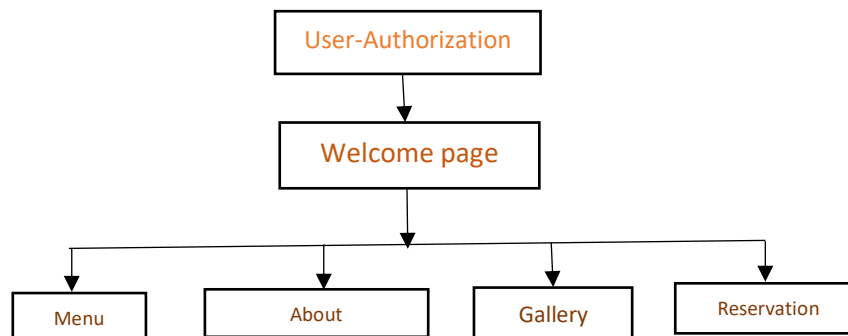 User-Authorization
Welcome page
Menu
About
Gallery
Reservation